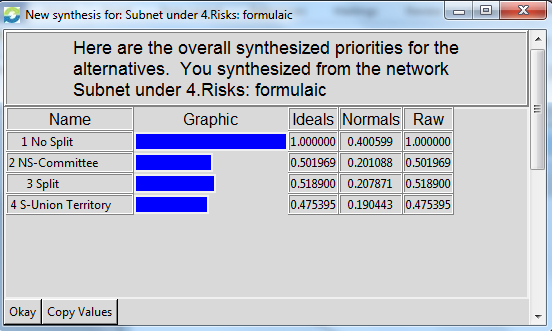 New synthesis for: Subnet under 4.Risks: formulaic
Here are the overall synthesized priorities for the
alternatives. You synthesized from the network
Subnet under 4.Risks: formulaic
Name Graphic Ideals Normals Raw
1 No Split 1.000000 0.400599 1.000000
2 NS-Committee 0.501969 0.201088 0.501969
3 Split 0.518900 0.207871 0.518900
4 S-Union Territory 0.475395 0.190443 0.475395
Okay Copy Values